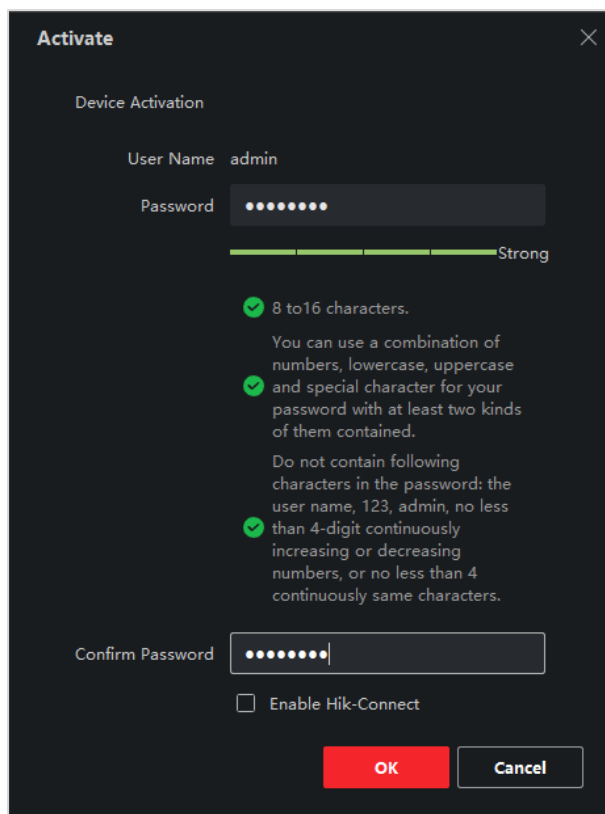 Activate
Device Activation
User Name admin
Password ●●●●●●●●
Strong
8 to16 characters.
You can use a combination of
numbers, lowercase, uppercase
and special character for your
password with at least two kinds
of them contained.
Do not contain following
characters in the password: the
user name, 123, admin, no less
than 4-digit continuously
increasing or decreasing
numbers, or no less than 4
continuously same characters.
Confirm Password ●●●●●●●●
Enable Hik-Connect
OK Cancel